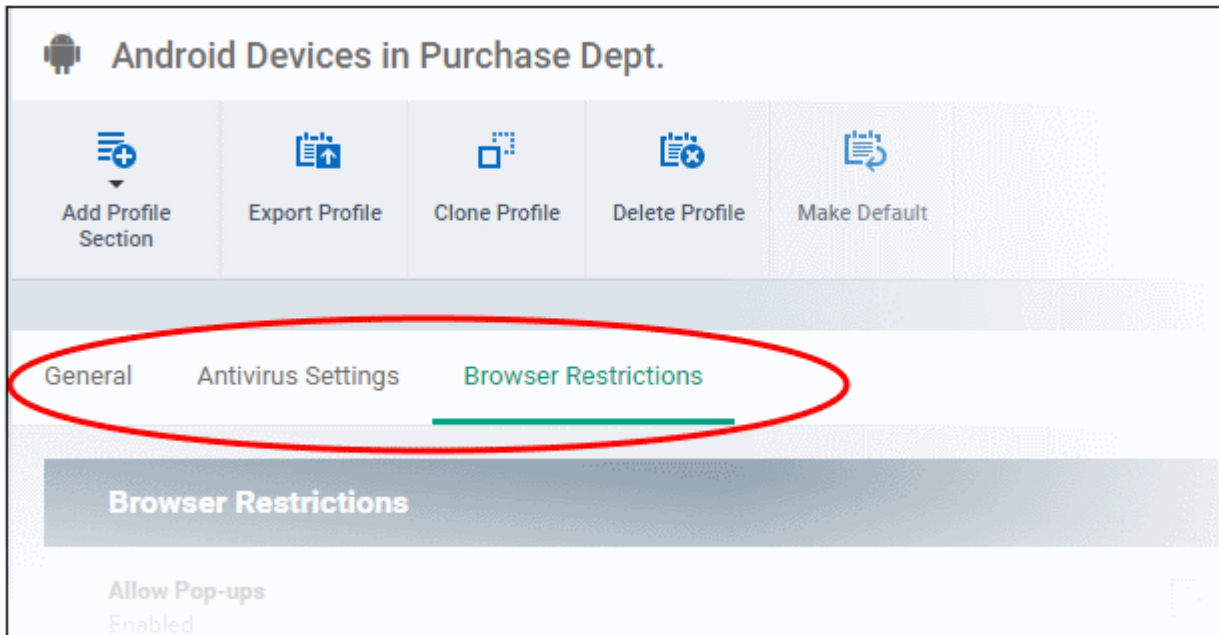 Android Devices in Purchase Dept.
Add Profile
Section
Export Profile
Clone Profile
Delete Profile
Make Default
General
Antivirus Settings
Browser Restrictions
Browser Restrictions
Allow Pop-ups
Enabled